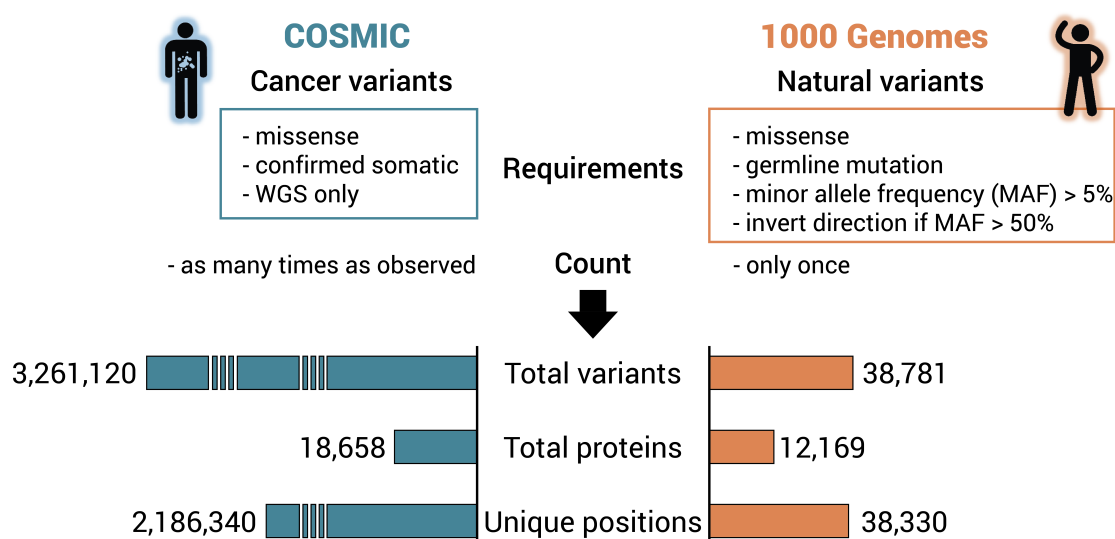 COSMIC
1000 Genomes
Cancer variants
Natural variants
- missense
- confirmed somatic
- WGS only
Requirements
- missense
- germline mutation
- minor allele frequency (MAF) > 5%
- invert direction if MAF > 50%
- as many times as observed
Count
- only once
3,261,120
Total variants
38,781
18,658
Total proteins
12,169
2,186,340
Unique positions
38,330